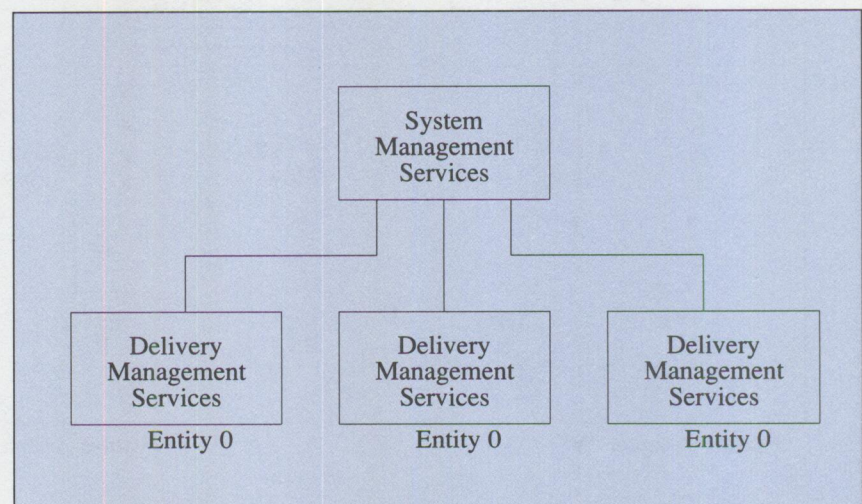 System
Management
Services
Delivery
Management
Services
Entity 0
Delivery
Management
Services
Entity 0
Delivery
Management
Services
Entity 0